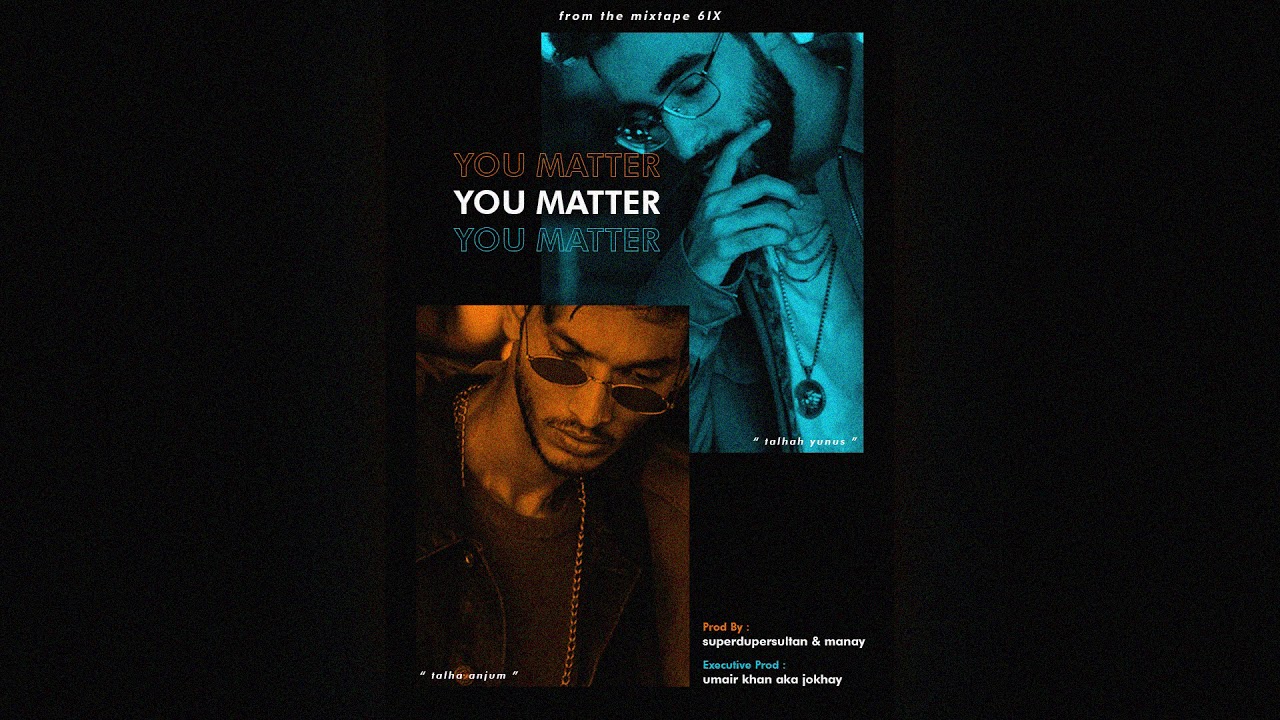 from the mixtape 6IX
YOU MATTER
YOU MATTER
YOU MATTER
“ talhah yunus ”
“ talha anjum ”
Prod By :
superdupersultan & manay
Executive Prod :
umair khan aka jokhay